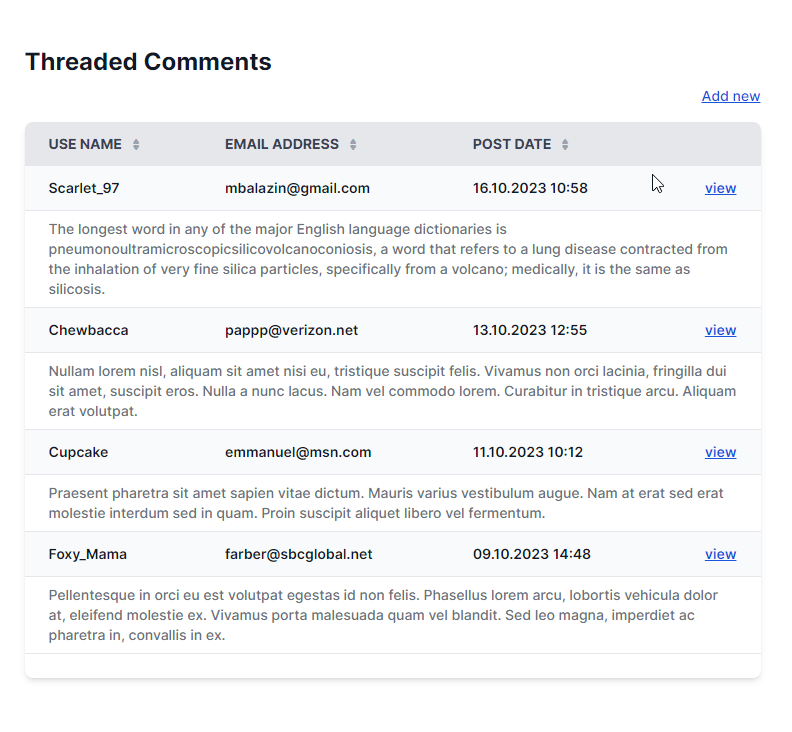 Threaded Comments
Add new
USE NAME EMAIL ADDRESS POST DATE
Scarlet_97 mbalazin@gmail.com 16.10.2023 10:58 view
The longest word in any of the major English language dictionaries is
pneumonoultramicroscopicsilicovolcanoconiosis, a word that refers to a lung disease contracted from
the inhalation of very fine silica particles, specifically from a volcano; medically, it is the same as
silicosis.
Chewbacca pappp@verizon.net 13.10.2023 12:55 view
Nullam lorem nisl, aliquam sit amet nisi eu, tristique suscipit felis. Vivamus non orci lacinia, fringilla dui
sit amet, suscipit eros. Nulla a nunc lacus. Nam vel commodo lorem. Curabitur in tristique arcu. Aliquam
erat volutpat.
Cupcake emmanuel@msn.com 11.10.2023 10:12 view
Praesent pharetra sit amet sapien vitae dictum. Mauris varius vestibulum augue. Nam at erat sed erat
molestie interdum sed in quam. Proin suscipit aliquet libero vel fermentum.
Foxy_Mama farber@sbcglobal.net 09.10.2023 14:48 view
Pellentesque in orci eu est volutpat egestas id non felis. Phasellus lorem arcu, lobortis vehicula dolor
at, eleifend molestie ex. Vivamus porta malesuada quam vel blandit. Sed leo magna, imperdiet ac
pharetra in, convallis in ex.